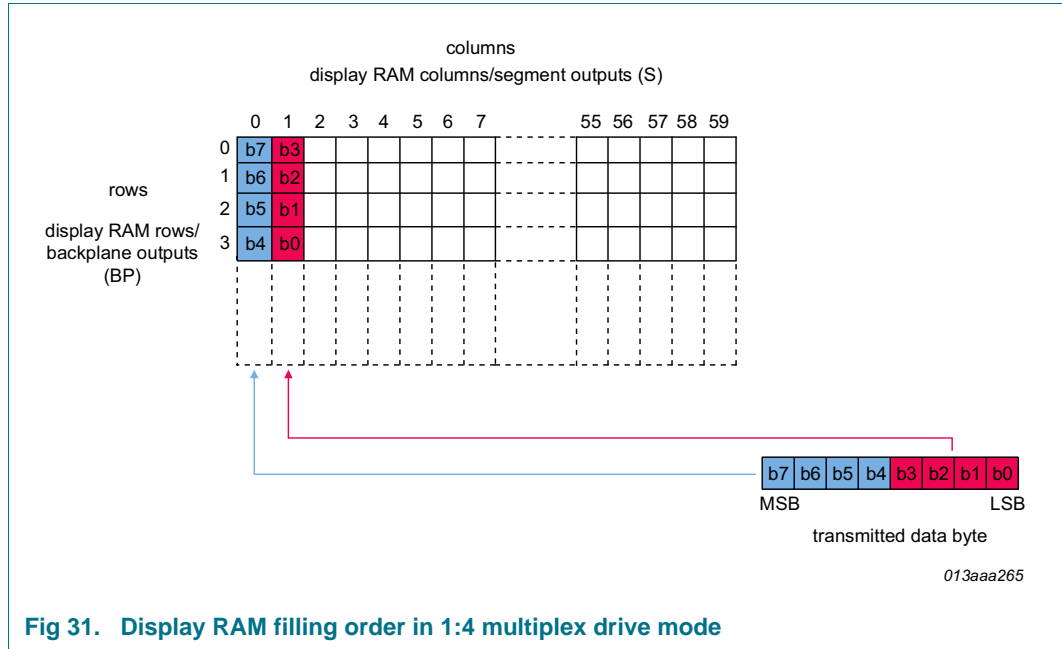 columns
display RAM columns/segment outputs (S)
0 1 2 3 4 5 6 7 55 56 57 58 59
0 b7 b3
1 b6 b2
rows
2 b5 b1
display RAM rows/
3 b4 b0
backplane outputs
(BP)
b7 b6 b5 b4 b3 b2 b1 b0
MSB LSB
transmitted data byte
013aaa265
Fig 31. Display RAM filling order in 1:4 multiplex drive mode